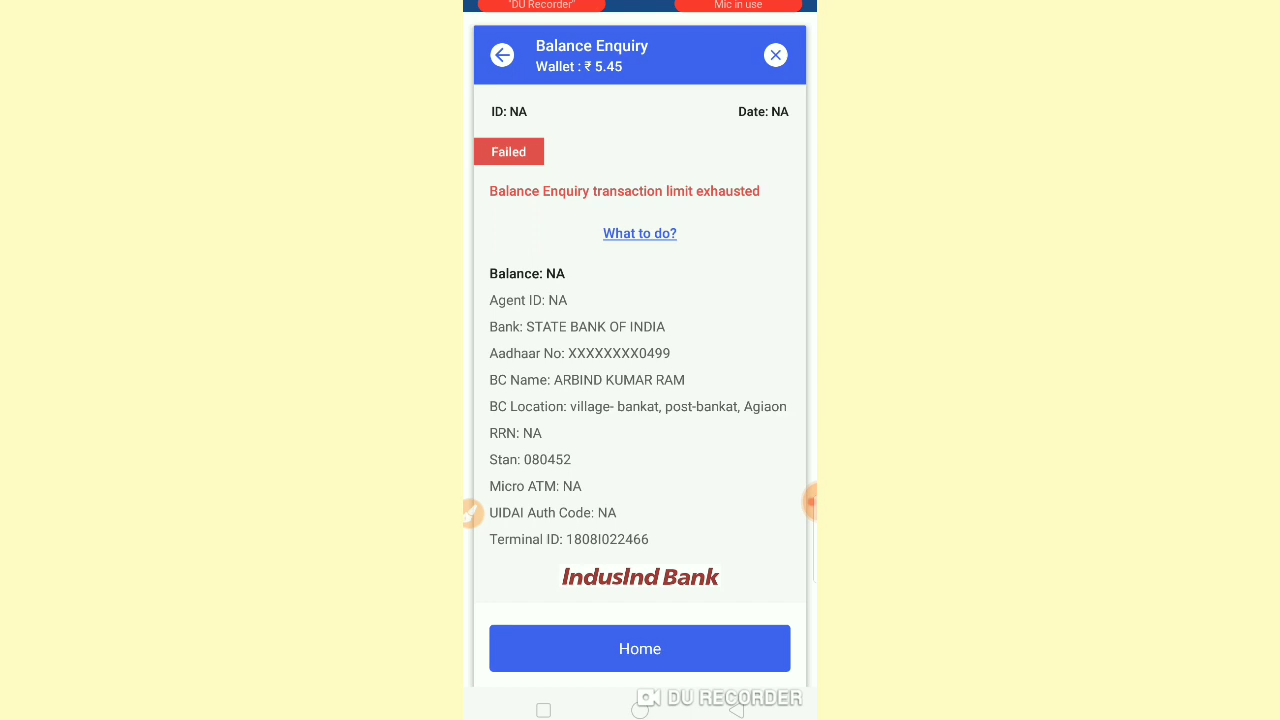 "DU Recorder" Mic in use
Balance Enquiry
Wallet : ₹ 5.45
ID: NA Date: NA
Failed
Balance Enquiry transaction limit exhausted
What to do?
Balance: NA
Agent ID: NA
Bank: STATE BANK OF INDIA
Aadhaar No: XXXXXXXX0499
BC Name: ARBIND KUMAR RAM
BC Location: village- bankat, post-bankat, Agiaon
RRN: NA
Stan: 080452
Micro ATM: NA
UIDAI Auth Code: NA
Terminal ID: 1808I022466
IndusInd Bank
Home
DU RECORDER